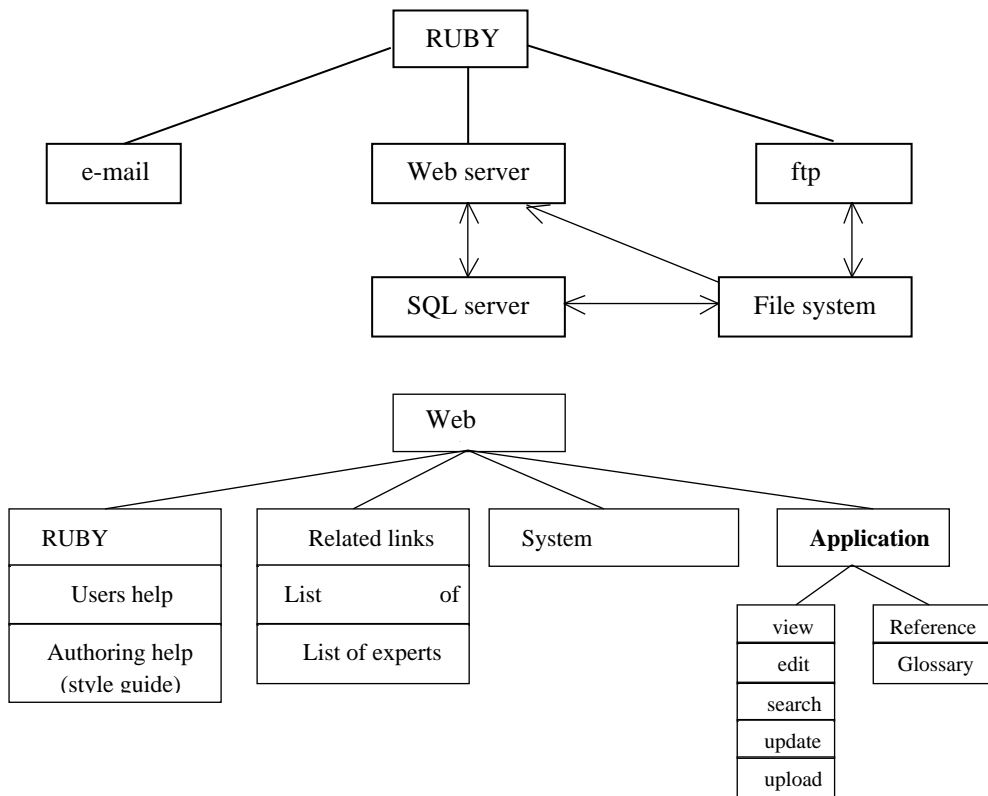 RUBY
e-mail
Web server
ftp
SQL server
File system
Web
RUBY
Related links
System
Application
Users help
List of
Authoring help
(style guide)
List of experts
view
Reference
edit
Glossary
search
update
upload